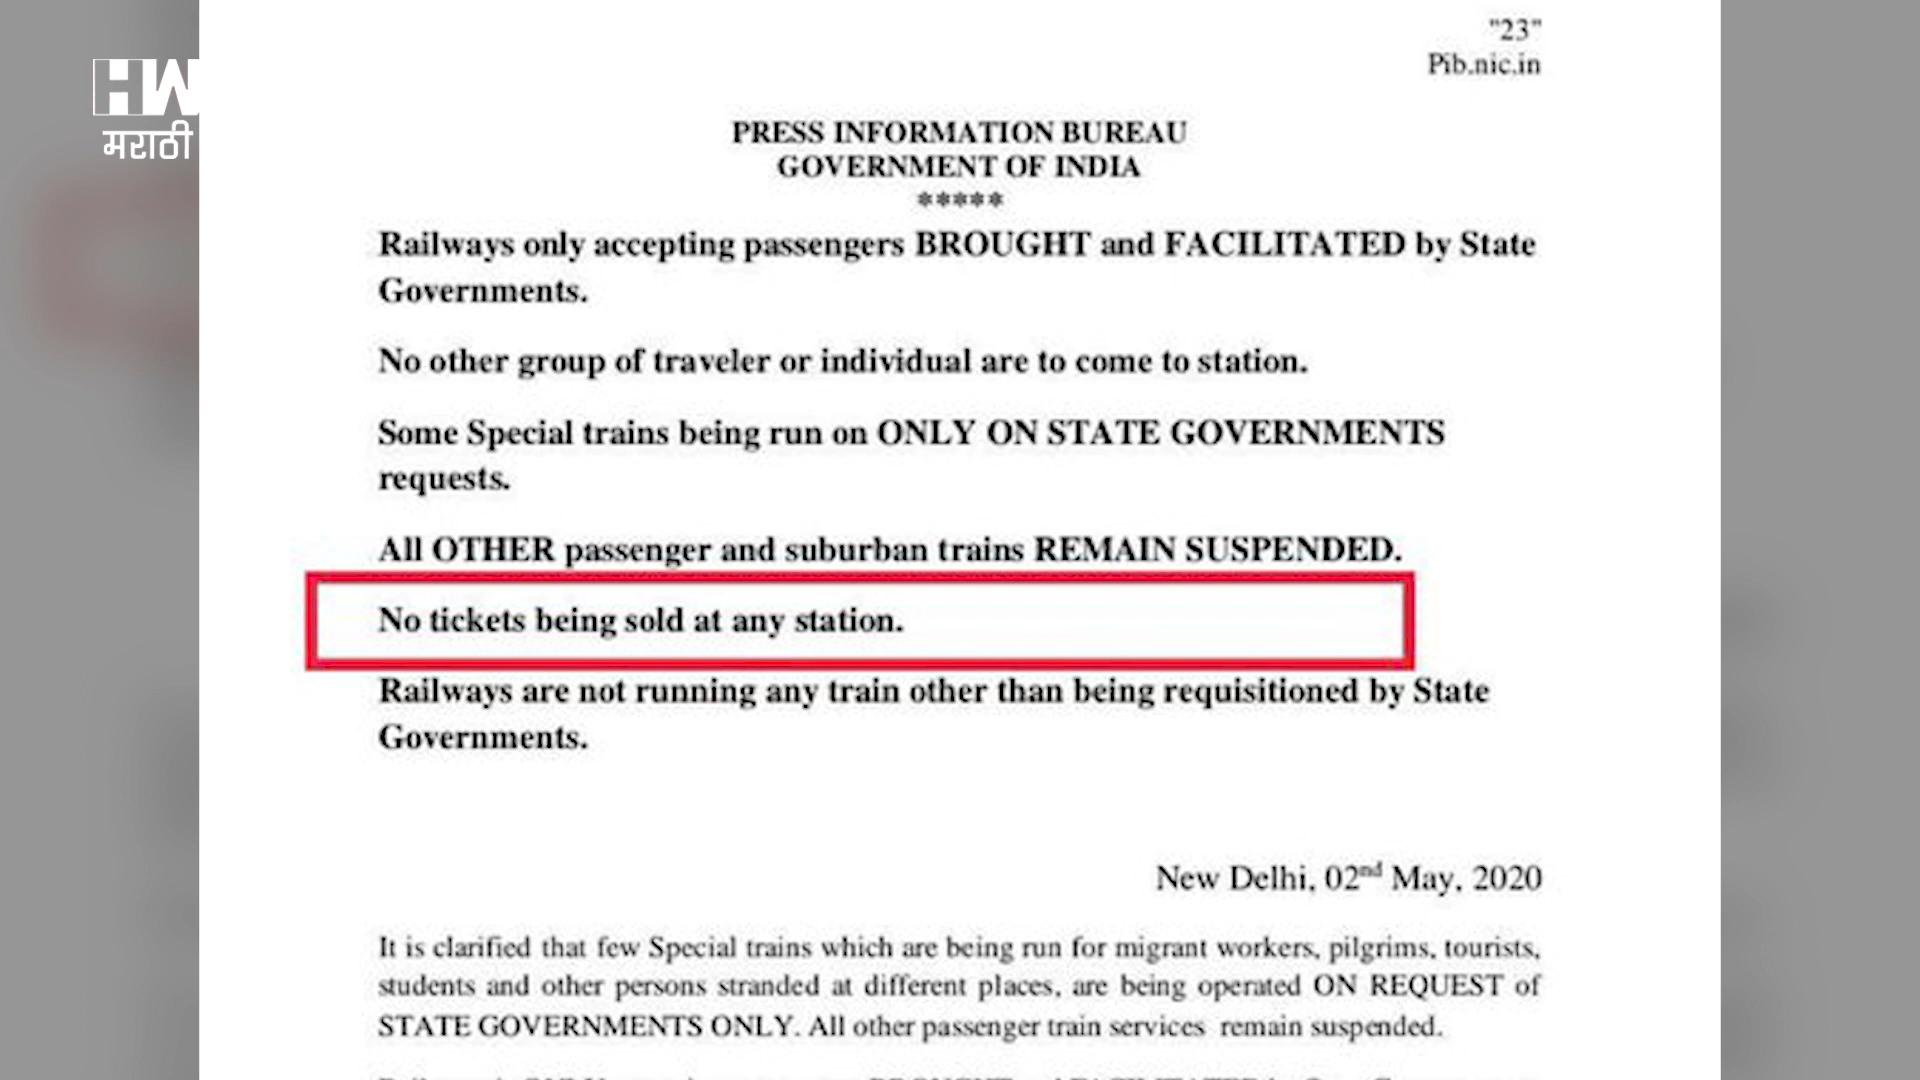 "23"
Pib.nic.in
HW
मराठी
PRESS INFORMATION BUREAU
GOVERNMENT OF INDIA
*****
Railways only accepting passengers BROUGHT and FACILITATED by State
Governments.
No other group of traveler or individual are to come to station.
Some Special trains being run on ONLY ON STATE GOVERNMENTS
requests.
All OTHER passenger and suburban trains REMAIN SUSPENDED.
No tickets being sold at any station.
Railways are not running any train other than being requisitioned by State
Governments.
New Delhi, 02nd May, 2020
It is clarified that few Special trains which are being run for migrant workers, pilgrims, tourists,
students and other persons stranded at different places, are being operated ON REQUEST of
STATE GOVERNMENTS ONLY. All other passenger train services remain suspended.